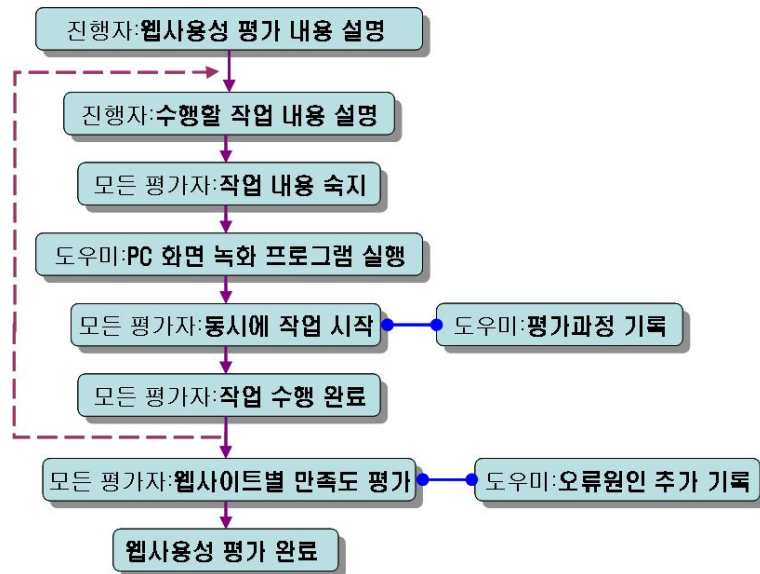 진행자:웹사용성 평가 내용 설명
진행자:수행할 작업 내용 설명
모든 평가자:작업 내용 숙지
도우미:PC 화면 녹화 프로그램 실행
모든 평가자:동시에 작업 시작
도우미:평가과정 기록
모든 평가자:작업 수행 완료
모든 평가자:웹사이트별 만족도 평가
도우미:오류원인 추가 기록
웹사용성 평가 완료